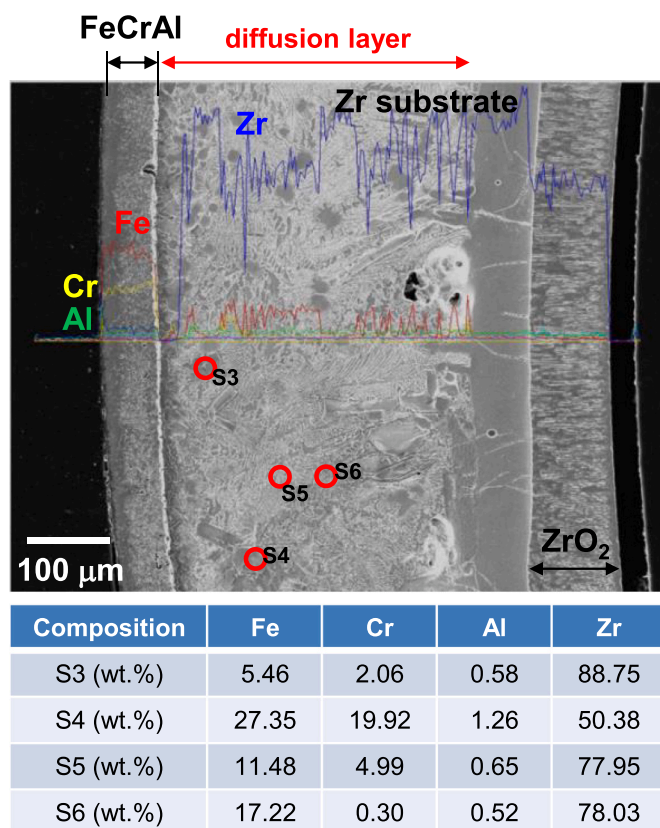 FeCrAl
diffusion layer
Zr substrate
Zr
Fe
Cr
Al
S3
S6
S5
S4
ZrO₂
100 μm
Composition Fe Cr Al Zr
S3 (wt.%) 5.46 2.06 0.58 88.75
S4 (wt.%) 27.35 19.92 1.26 50.38
S5 (wt.%) 11.48 4.99 0.65 77.95
S6 (wt.%) 17.22 0.30 0.52 78.03